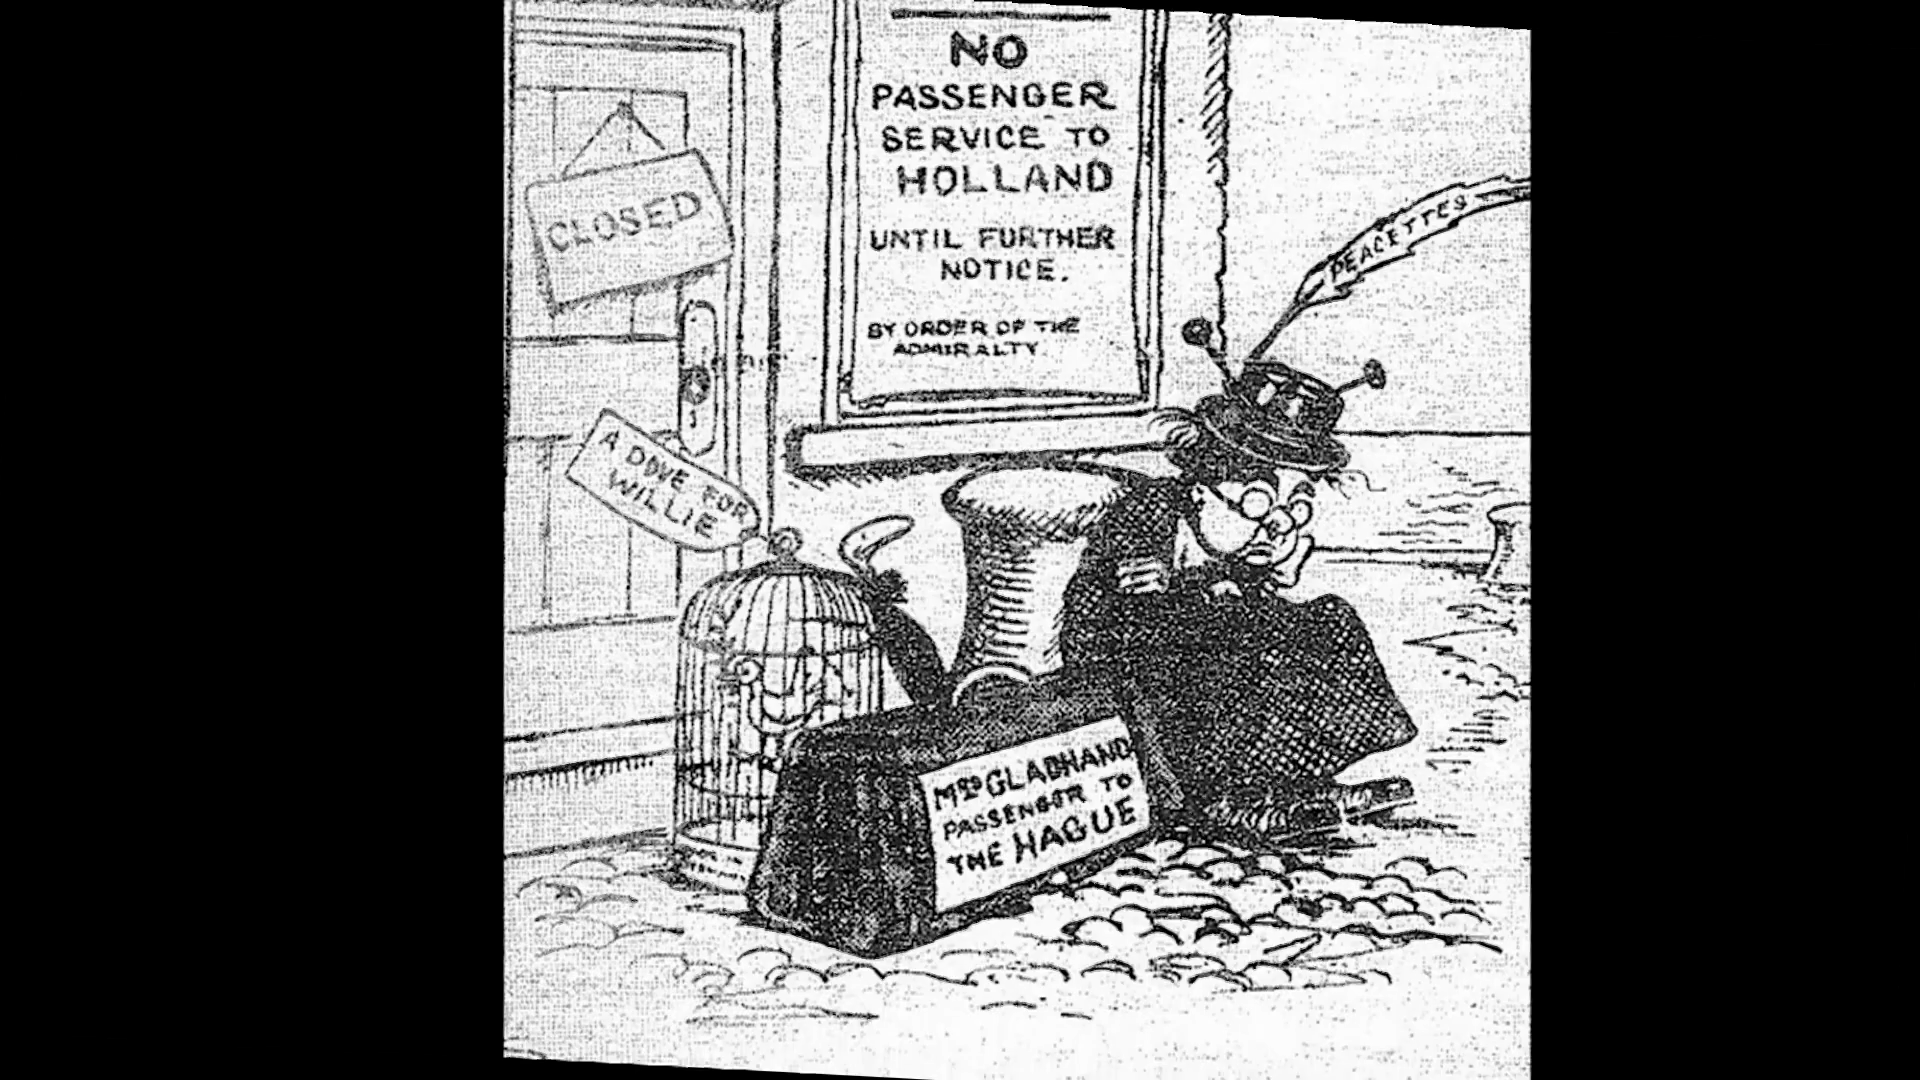 CLOSED
NO
PASSENGER
SERVICE TO
HOLLAND
UNTIL FURTHER
NOTICE.
BY ORDER OF THE
ADMIRALTY
PEACETTES
A DOVE FOR
WILLIE
MRS GLADHAND
PASSENGER TO
THE HAGUE